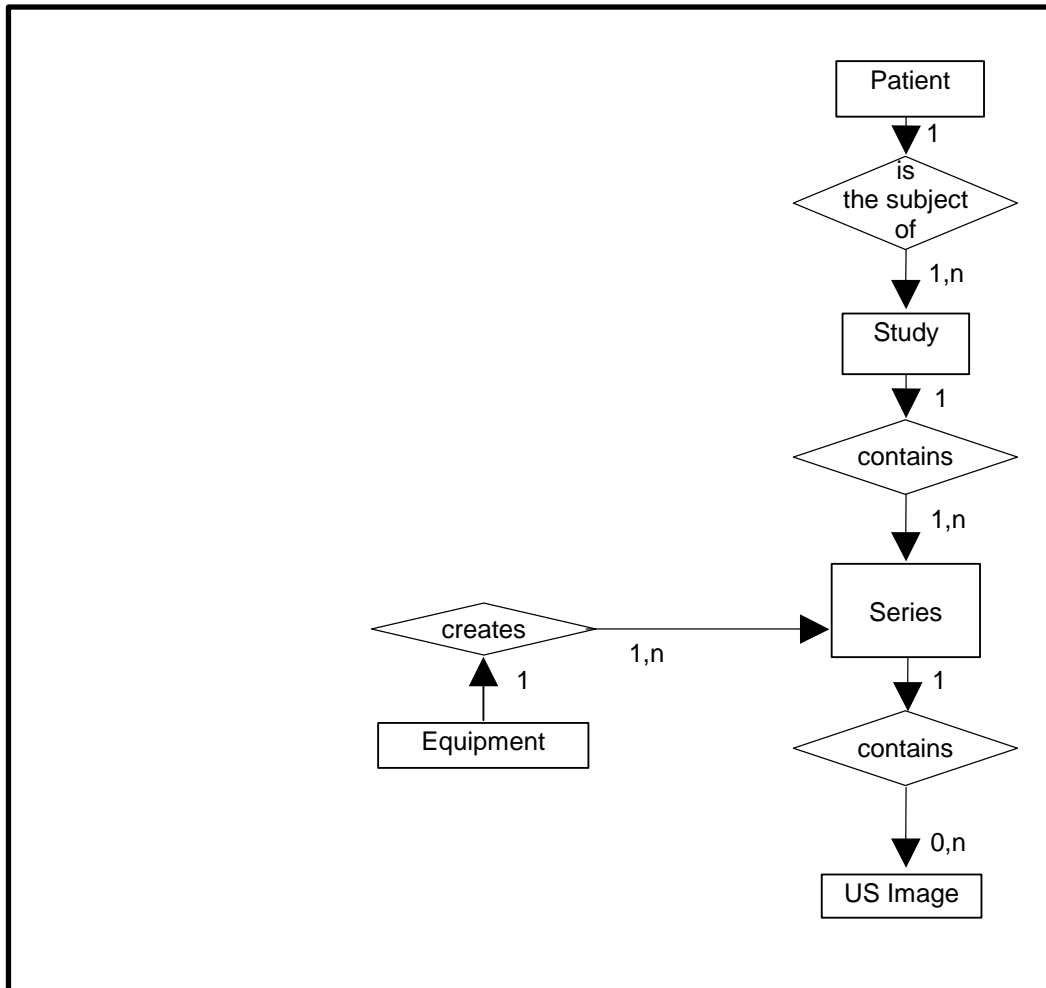 Patient
1
is
the subject
of
1,n
Study
1
contains
1,n
Series
creates
1,n
1
Equipment
1
contains
0,n
US Image